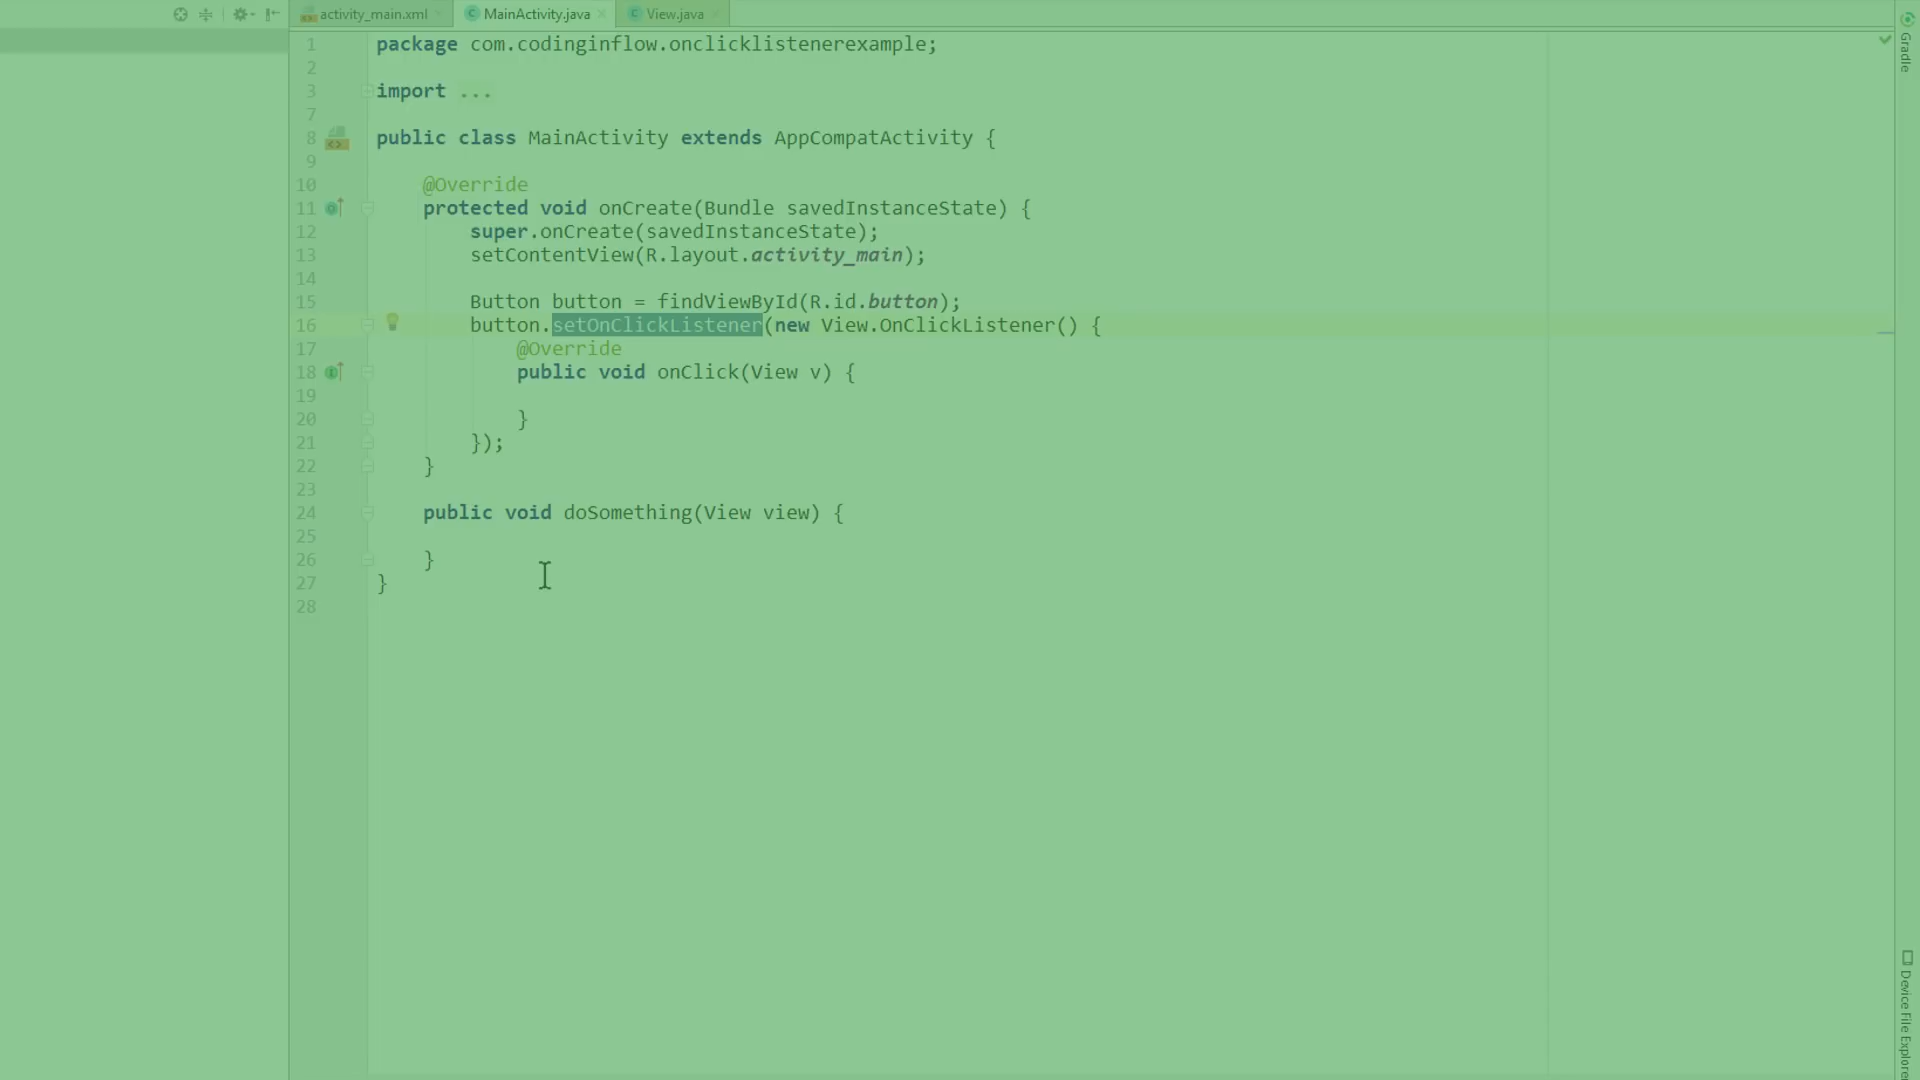 activity_main.xml MainActivity.java View.java
1 package com.codinginflow.onclicklistenerexample;
2
3 import ...
7
8 public class MainActivity extends AppCompatActivity {
9
10 @Override
11 protected void onCreate(Bundle savedInstanceState) {
12 super.onCreate(savedInstanceState);
13 setContentView(R.layout.activity_main);
14
15 Button button = findViewById(R.id.button);
16 button.setOnClickListener(new View.OnClickListener() {
17 @Override
18 public void onClick(View v) {
19
20 }
21 });
22 }
23
24 public void doSomething(View view) {
25
26 }
27 }
28
Gradle
Device File Explorer